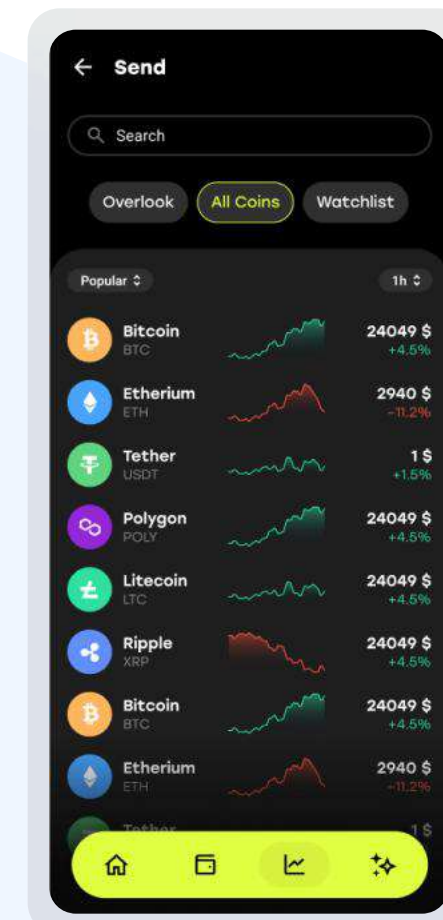 Send
Search
Overlook All Coins Watchlist
Popular 1h
Bitcoin 24049 $
BTC +4.5%
Etherium 2940 $
ETH -11.2%
Tether 1 $
USDT +1.5%
Polygon 24049 $
POLY +4.5%
Litecoin 24049 $
LTC +4.5%
Ripple 24049 $
XRP +4.5%
Bitcoin 24049 $
BTC +4.5%
Etherium 2940 $
ETH -11.2%
Tether 1 $